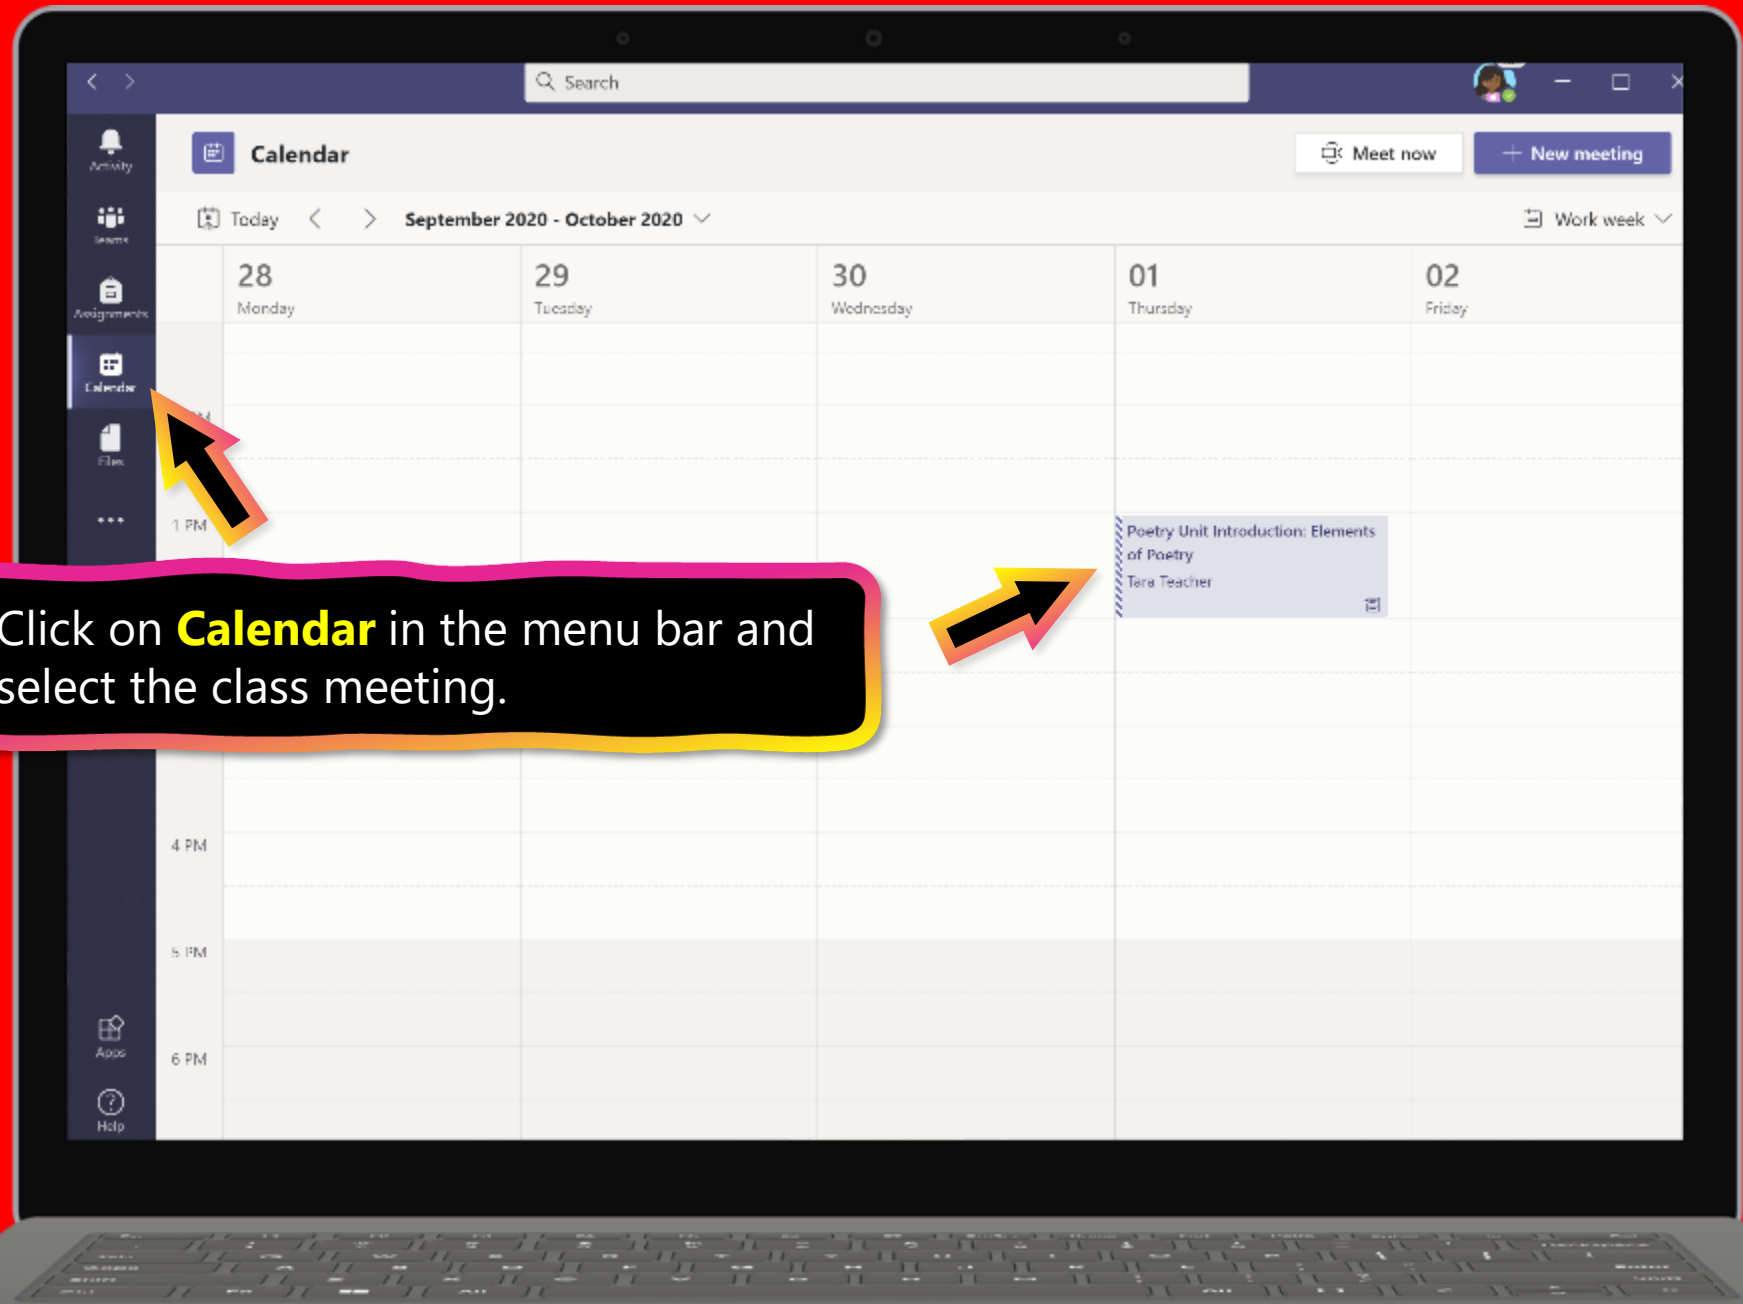 Search
Activity
Calendar
Meet now
New meeting
Teams
Today
September 2020 - October 2020
Work week
28
29
30
01
02
Monday
Tuesday
Wednesday
Thursday
Friday
Assignments
Calendar
Files
1 PM
Poetry Unit Introduction: Elements
of Poetry
Tara Teacher
Click on Calendar in the menu bar and
select the class meeting.
4 PM
5 PM
Apps
6 PM
Help